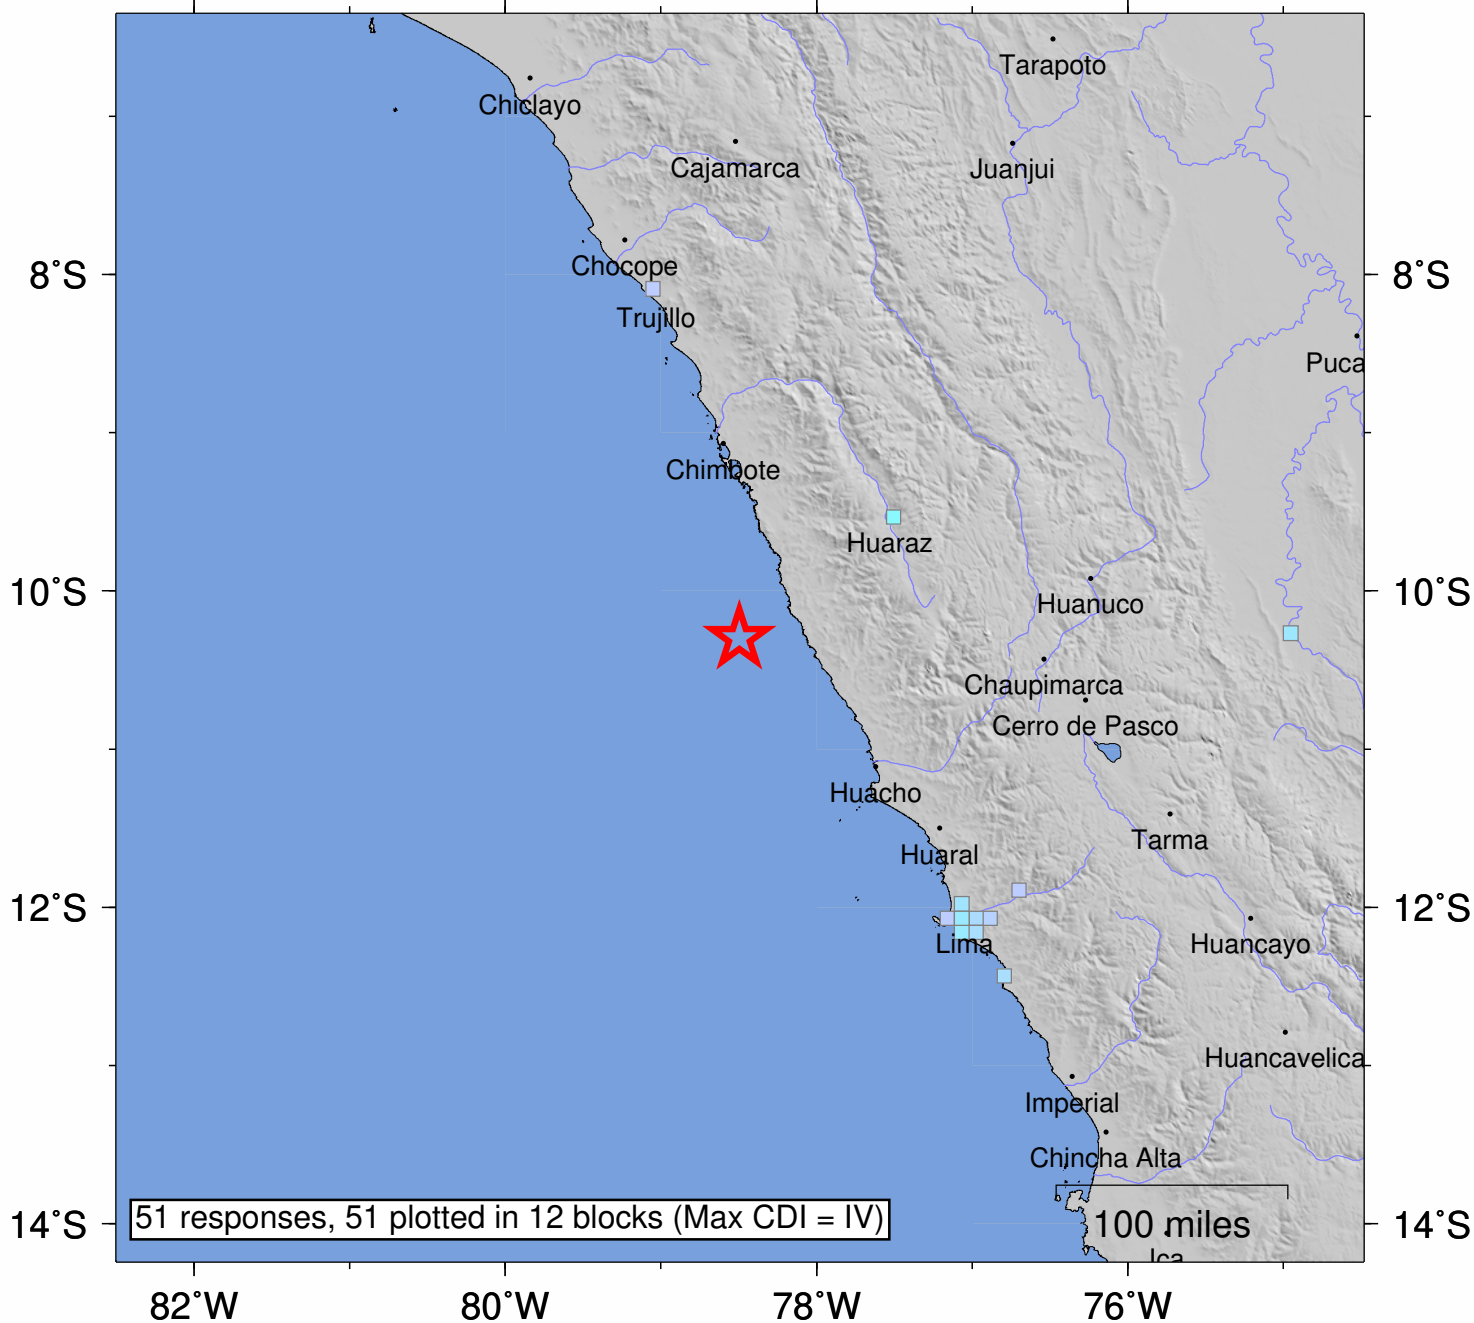 Tarapoto
Chiclayo
Cajamarca
Juanjui
Chocope
8°S
8°S
Trujillo
Puca
Chimbote
Huaraz
10°S
10°S
Huanuco
Chaupimarca
Cerro de Pasco
Huacho
Tarma
Huaral
12°S
12°S
Lima
Huancayo
Huancavelica
Imperial
Chincha Alta
51 responses, 51 plotted in 12 blocks (Max CDI = IV)
100 miles
14°S
14°S
Ica
82°W
80°W
78°W
76°W